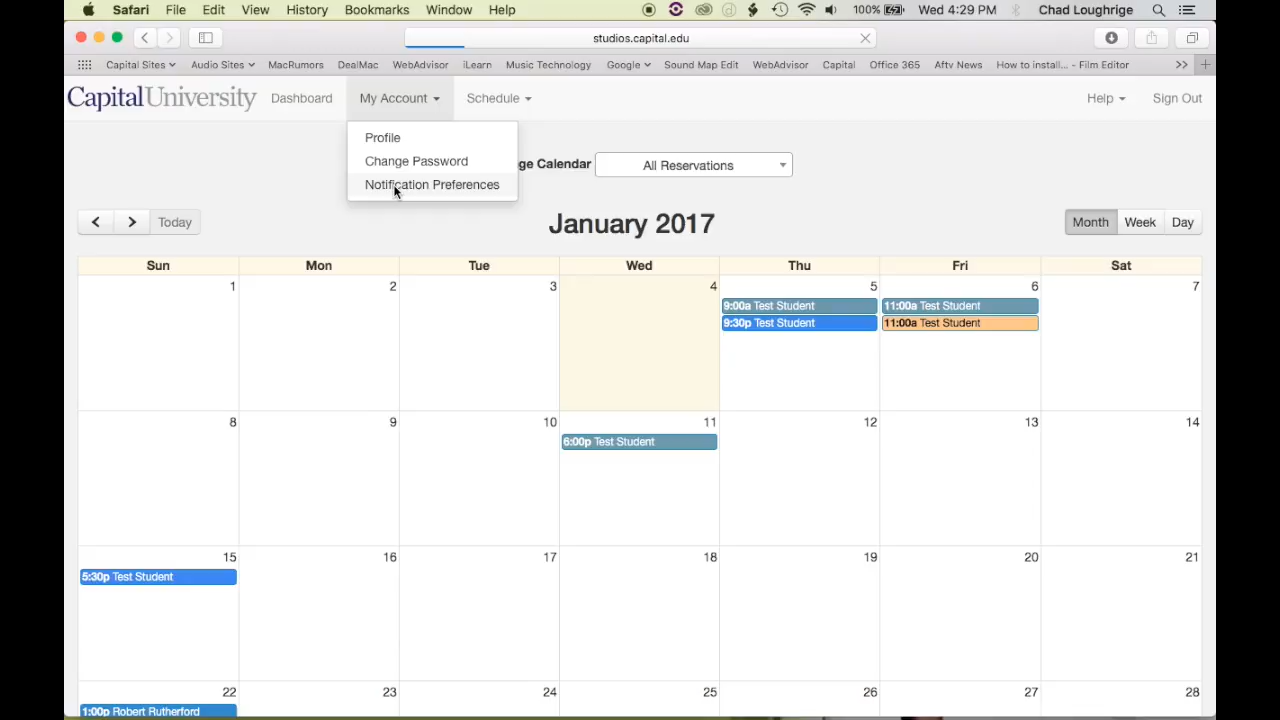 Safari File Edit View History Bookmarks Window Help 100% Wed 4:29 PM Chad Loughrige
studios.capital.edu
Capital Sites Audio Sites MacRumors DealMac WebAdvisor iLearn Music Technology Google Sound Map Edit WebAdvisor Capital Office 365 Aftv News How to install... - Film Editor >> +
CapitalUniversity Dashboard My Account Schedule Help Sign Out
Profile
Change Password
Notification Preferences
ge Calendar All Reservations
Today January 2017 Month Week Day
Sun Mon Tue Wed Thu Fri Sat
1 2 3 4 5 6 7
9:00a Test Student 11:00a Test Student
9:30p Test Student 11:00a Test Student
8 9 10 11 12 13 14
6:00p Test Student
15 16 17 18 19 20 21
5:30p Test Student
22 23 24 25 26 27 28
1:00p Robert Rutherford